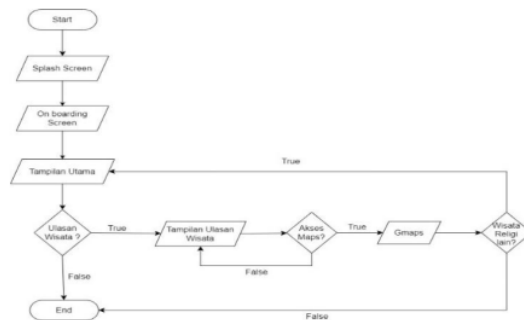 Start
Splash Screen
On boarding
Screen
Tampilan Utama
True
Ulasan
Wisata ?
True
Tampilan Ulasan
Wisata
Akses
Maps?
True
Gmaps
Wisata
Religi
lain?
False
False
False
End